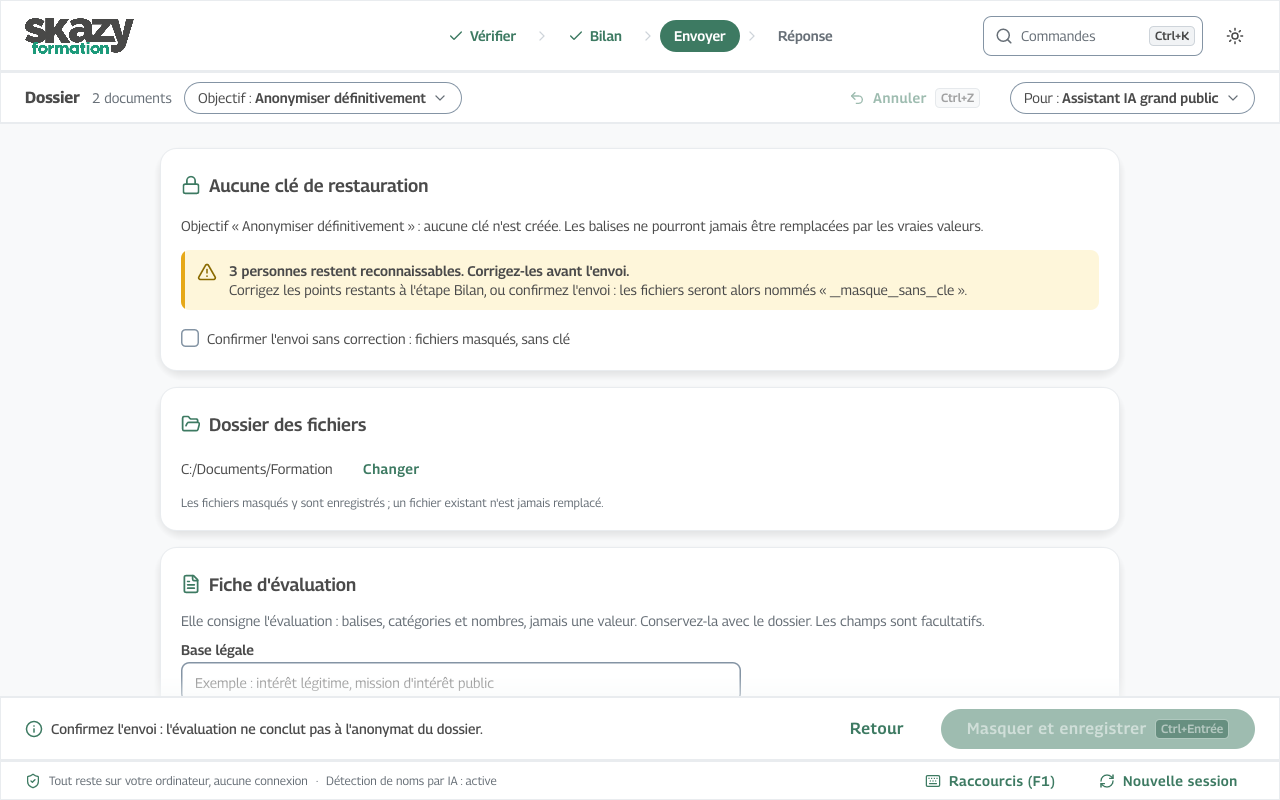 skazy
formation
Vérifier
Bilan
Envoyer
Réponse
Commandes
Ctrl+K
Dossier
2 documents
Objectif : Anonymiser définitivement
Annuler
Ctrl+Z
Pour : Assistant IA grand public
Aucune clé de restauration
Objectif « Anonymiser définitivement » : aucune clé n'est créée. Les balises ne pourront jamais être remplacées par les vraies valeurs.
3 personnes restent reconnaissables. Corrigez-les avant l'envoi.
Corrigez les points restants à l'étape Bilan, ou confirmez l'envoi : les fichiers seront alors nommés « __masque__sans__cle ».
Confirmer l'envoi sans correction : fichiers masqués, sans clé
Dossier des fichiers
C:/Documents/Formation
Changer
Les fichiers masqués y sont enregistrés ; un fichier existant n'est jamais remplacé.
Fiche d'évaluation
Elle consigne l'évaluation : balises, catégories et nombres, jamais une valeur. Conservez-la avec le dossier. Les champs sont facultatifs.
Base légale
Exemple : intérêt légitime, mission d'intérêt public
Confirmez l'envoi : l'évaluation ne conclut pas à l'anonymat du dossier.
Retour
Masquer et enregistrer
Ctrl+Entrée
Tout reste sur votre ordinateur, aucune connexion · Détection de noms par IA : active
Raccourcis (F1)
Nouvelle session